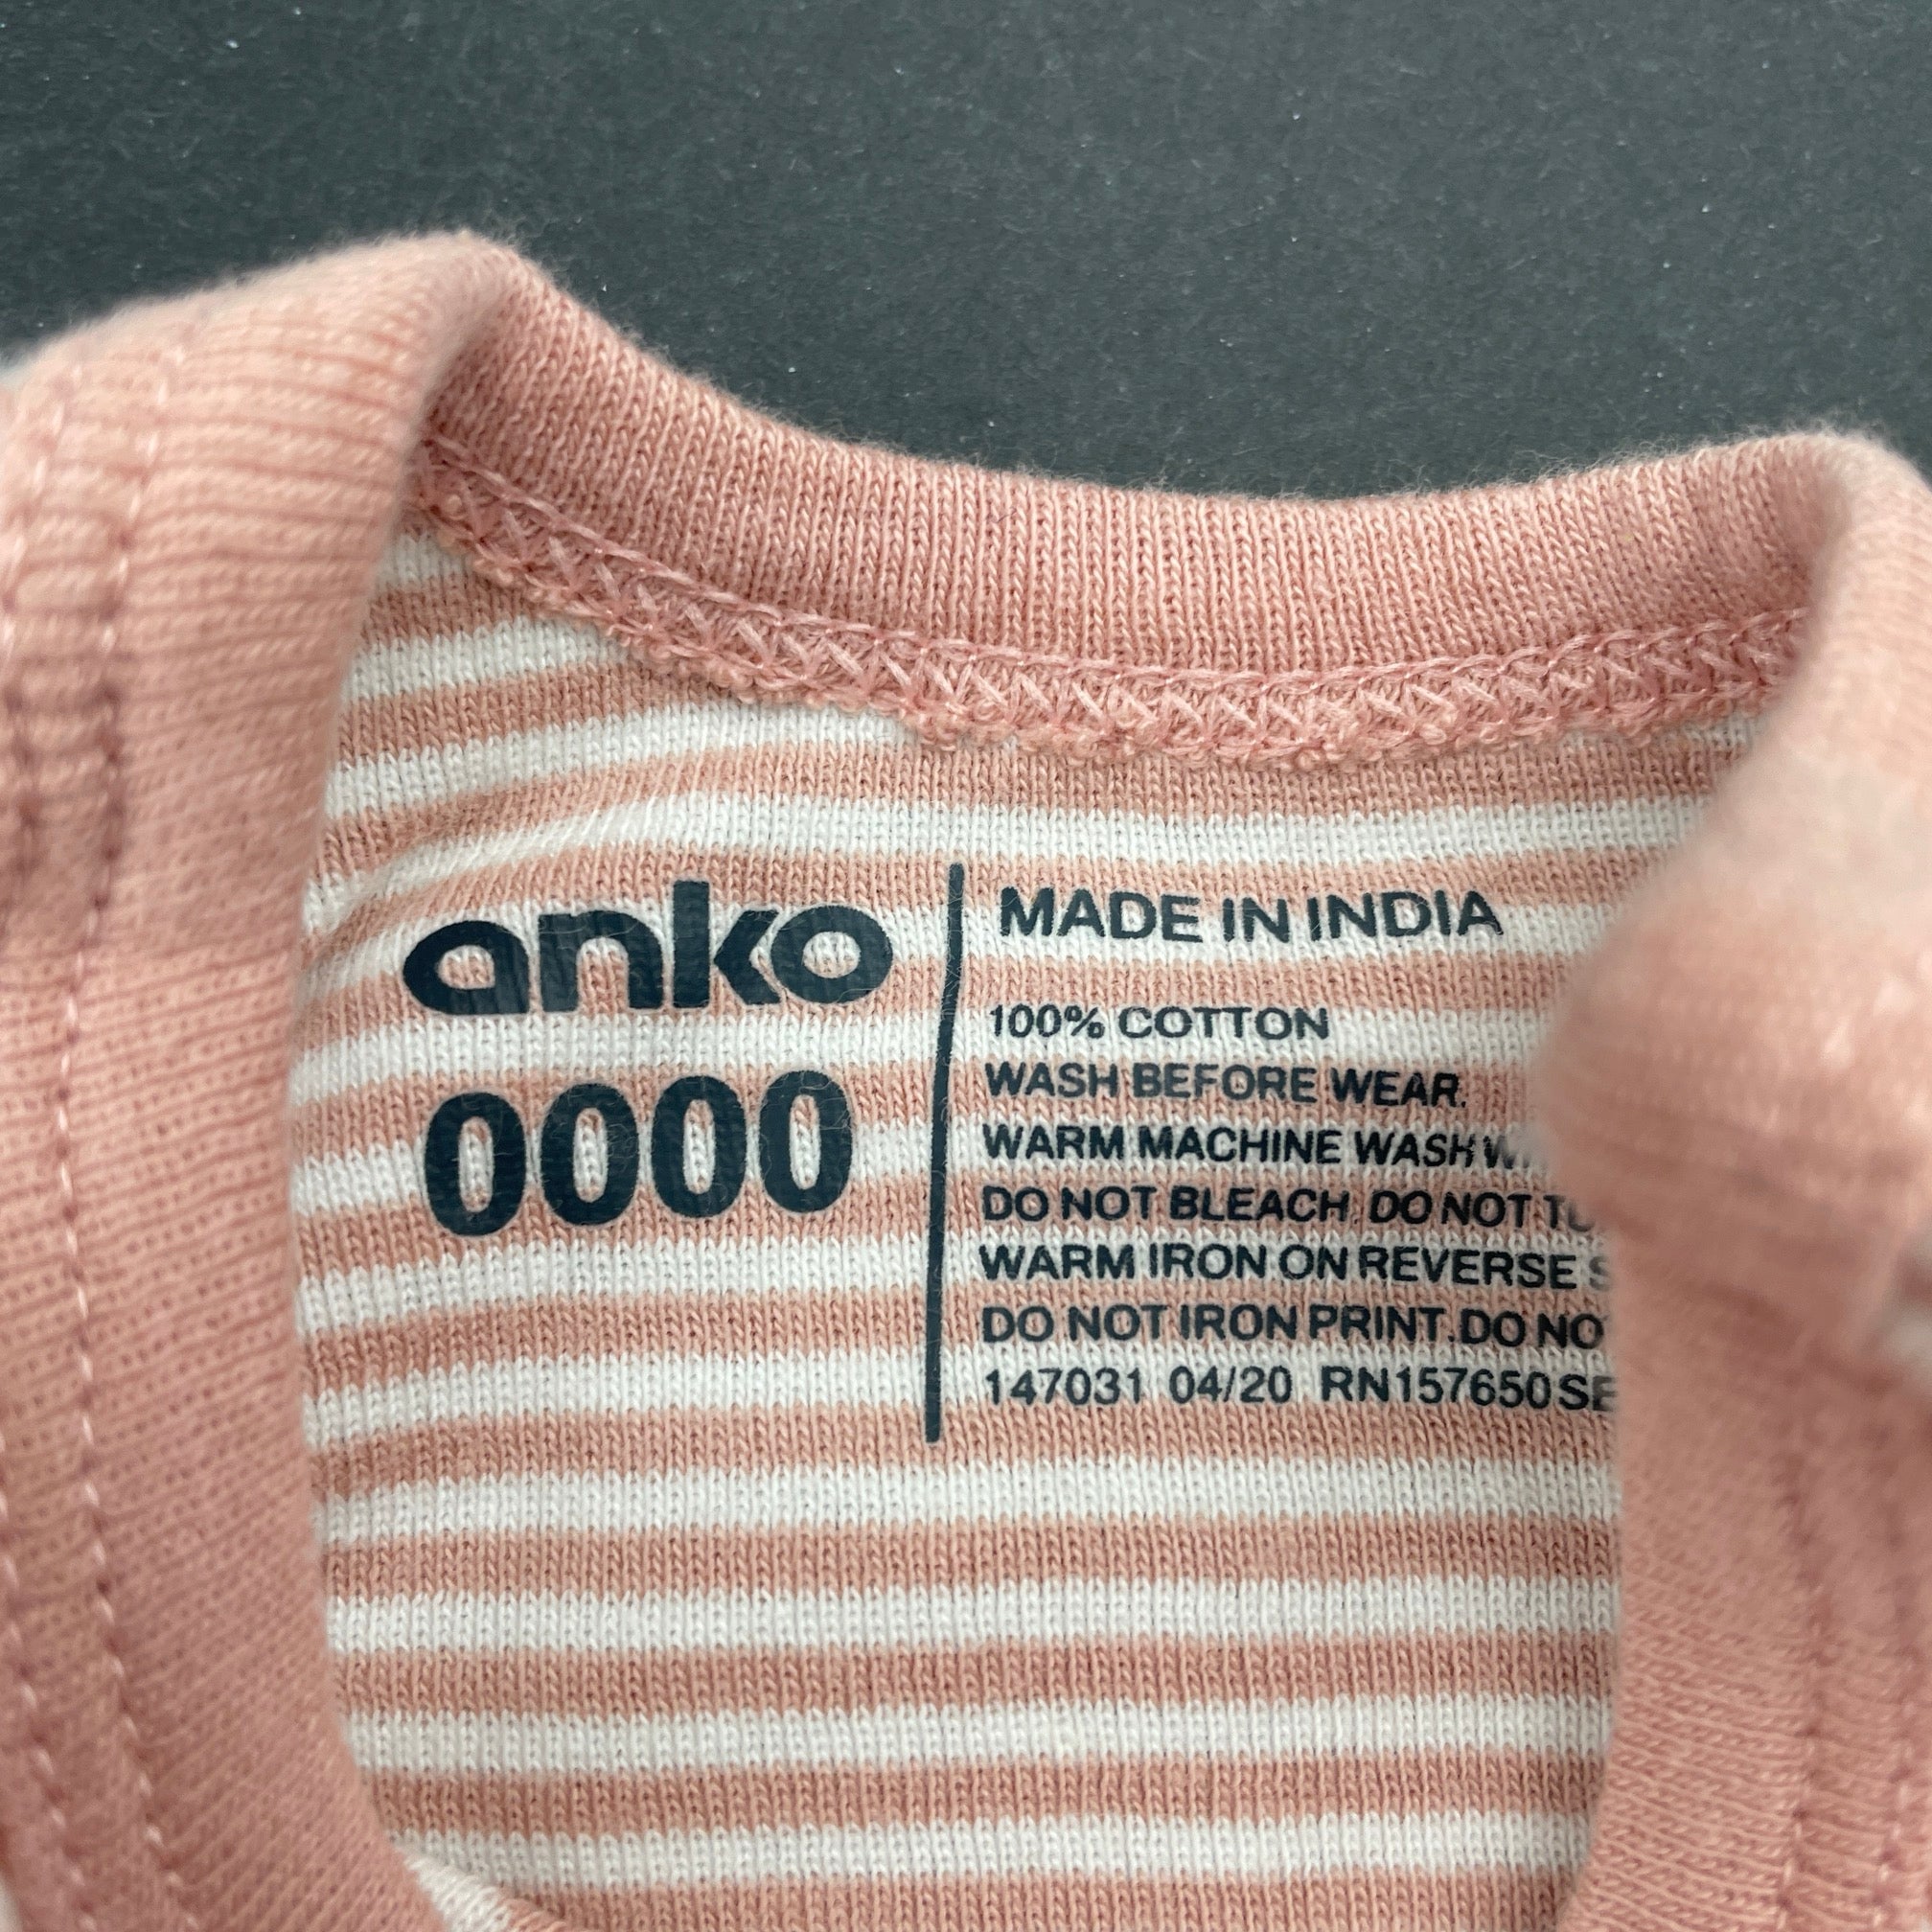 anko
0000
MADE IN INDIA
100% COTTON
WASH BEFORE WEAR.
WARM MACHINE WASH
DO NOT BLEACH. DO NOT
WARM IRON ON REVERSE
DO NOT IRON PRINT.DO
147031 04/20 RN157650